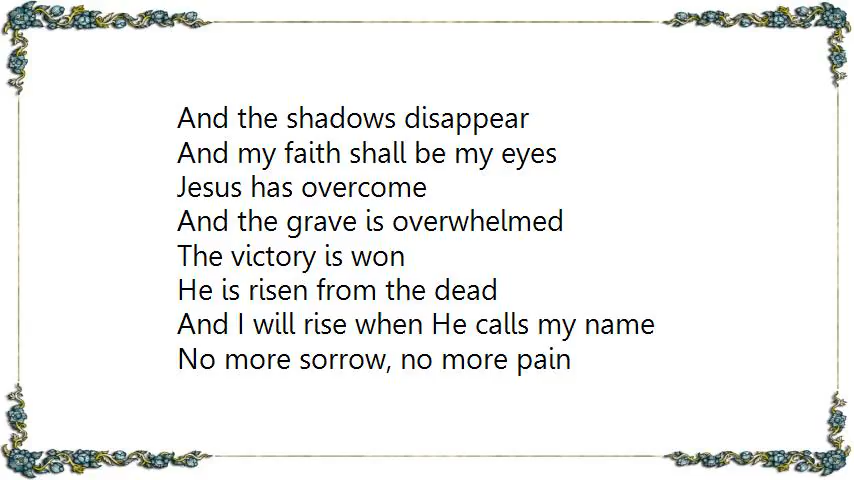 And the shadows disappear
And my faith shall be my eyes
Jesus has overcome
And the grave is overwhelmed
The victory is won
He is risen from the dead
And I will rise when He calls my name
No more sorrow, no more pain